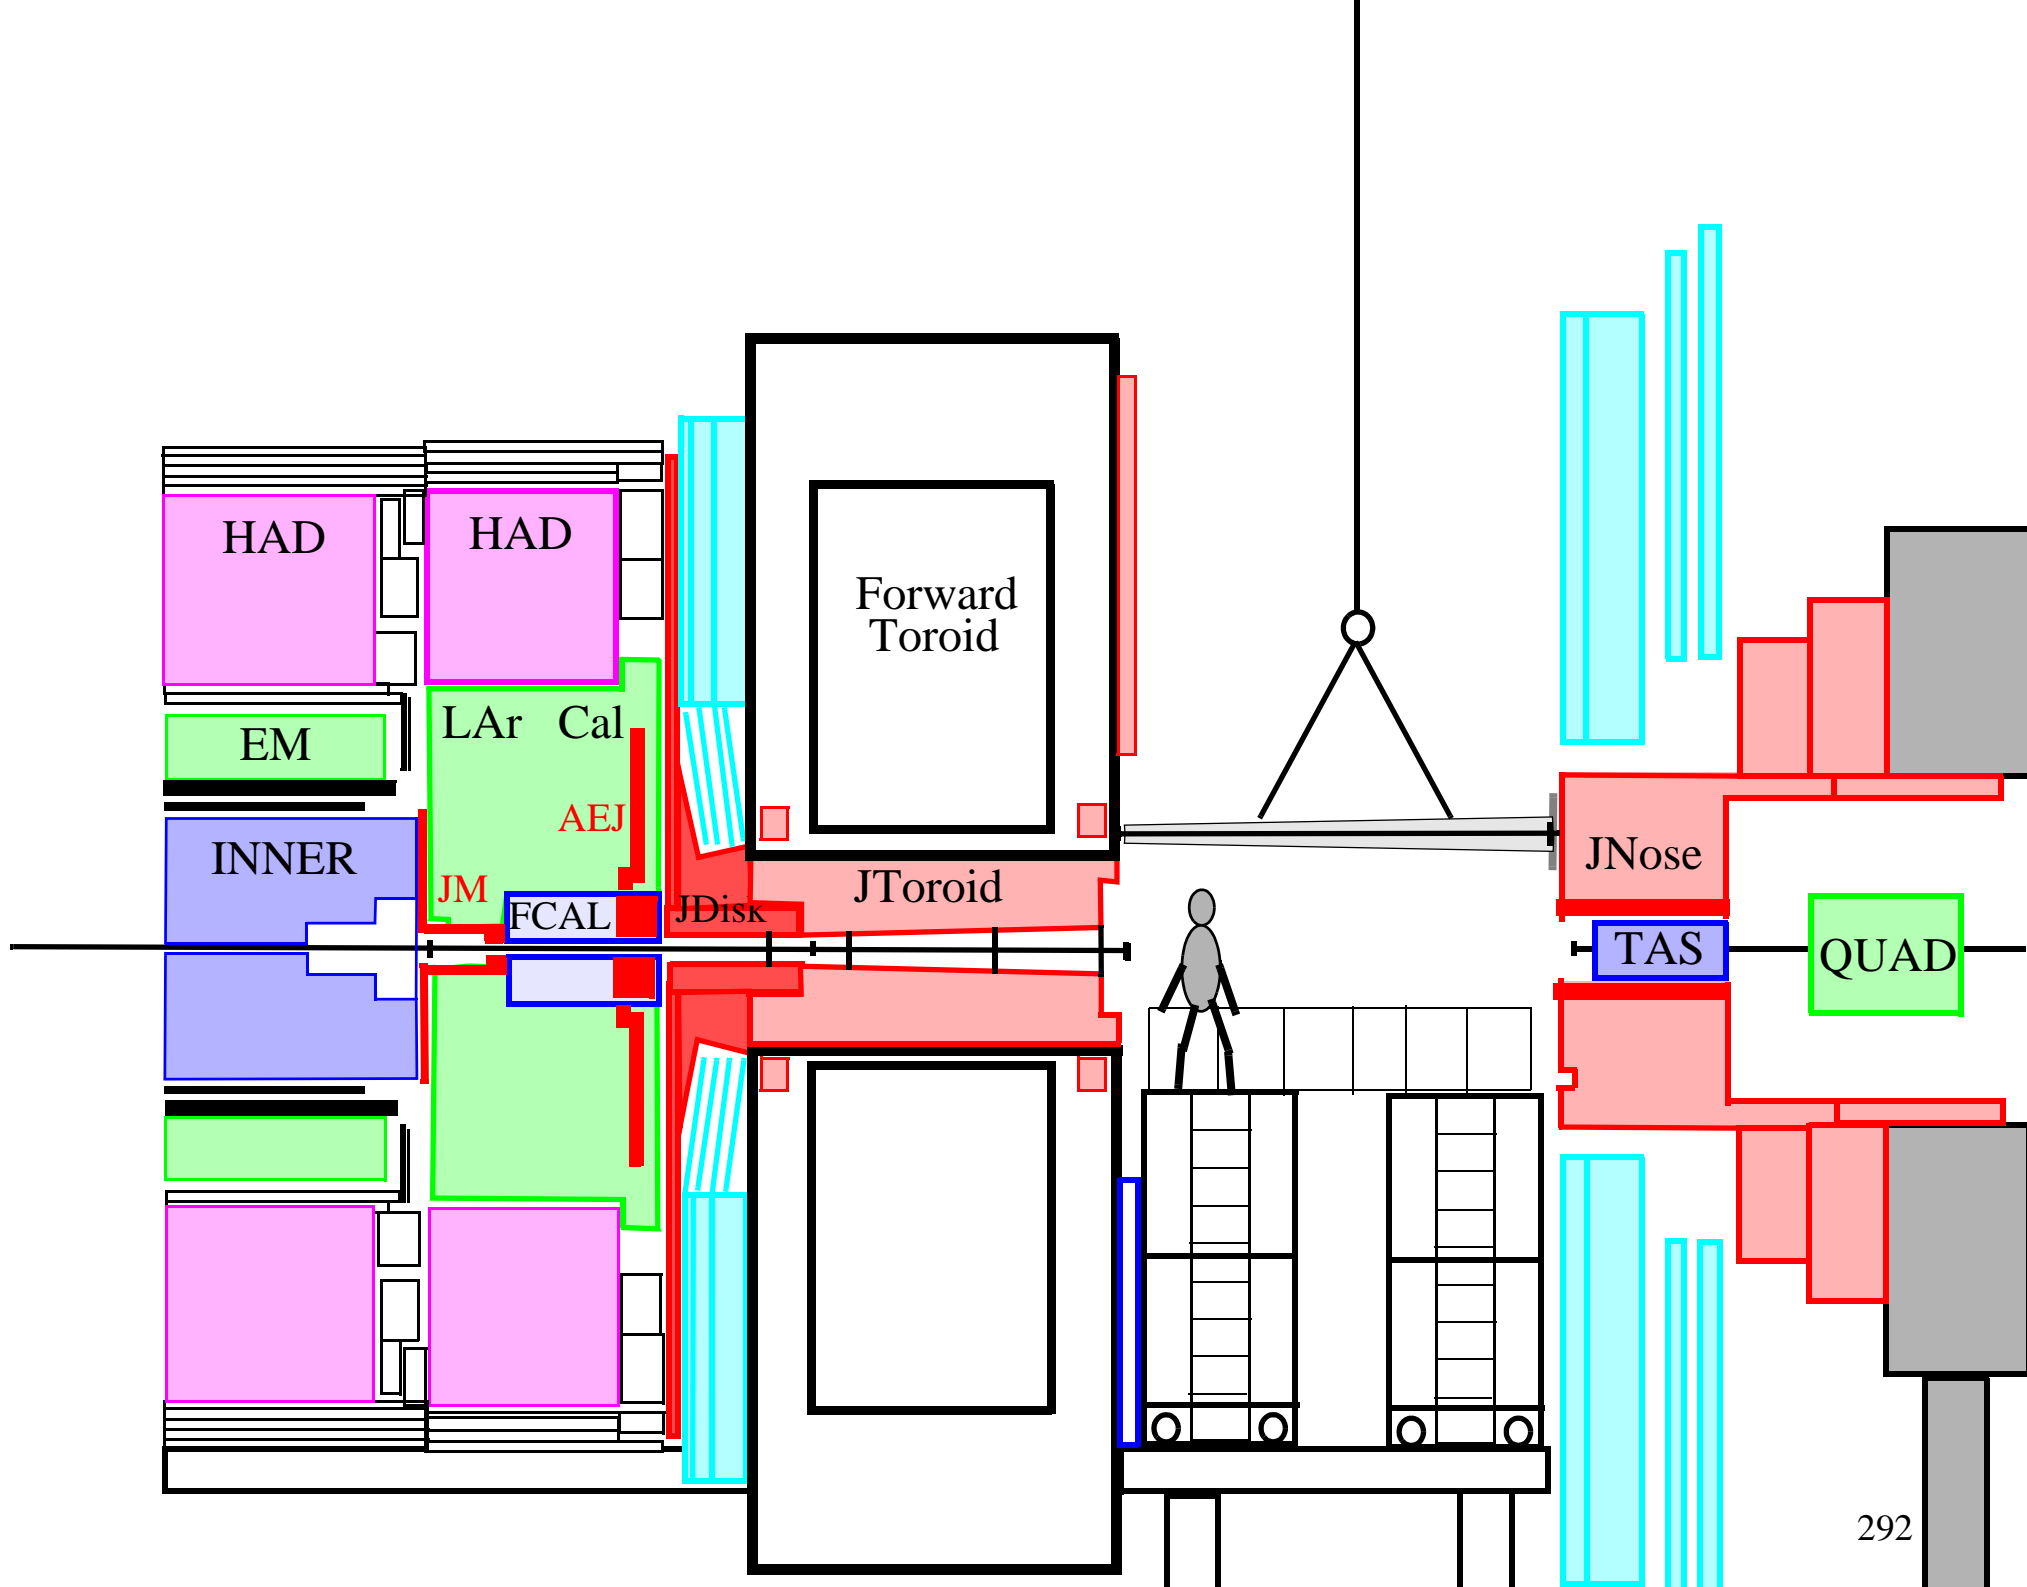 HAD
HAD
Forward
Toroid
LAr Cal
EM
AEJ
INNER
JM
FCAL
JDisk
JToroid
JNose
TAS
QUAD
292